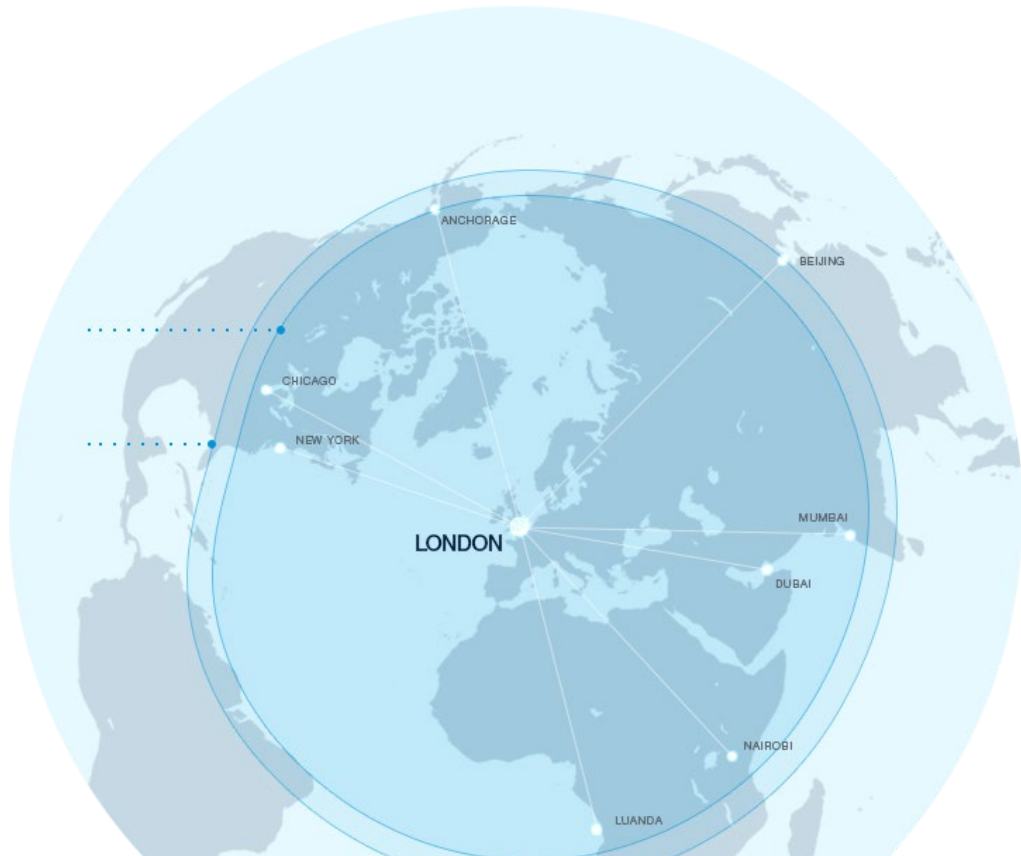 ANCHORAGE
BEIJING
CHICAGO
NEW YORK
MUMBAI
LONDON
DUBAI
NAIROBI
LUANDA